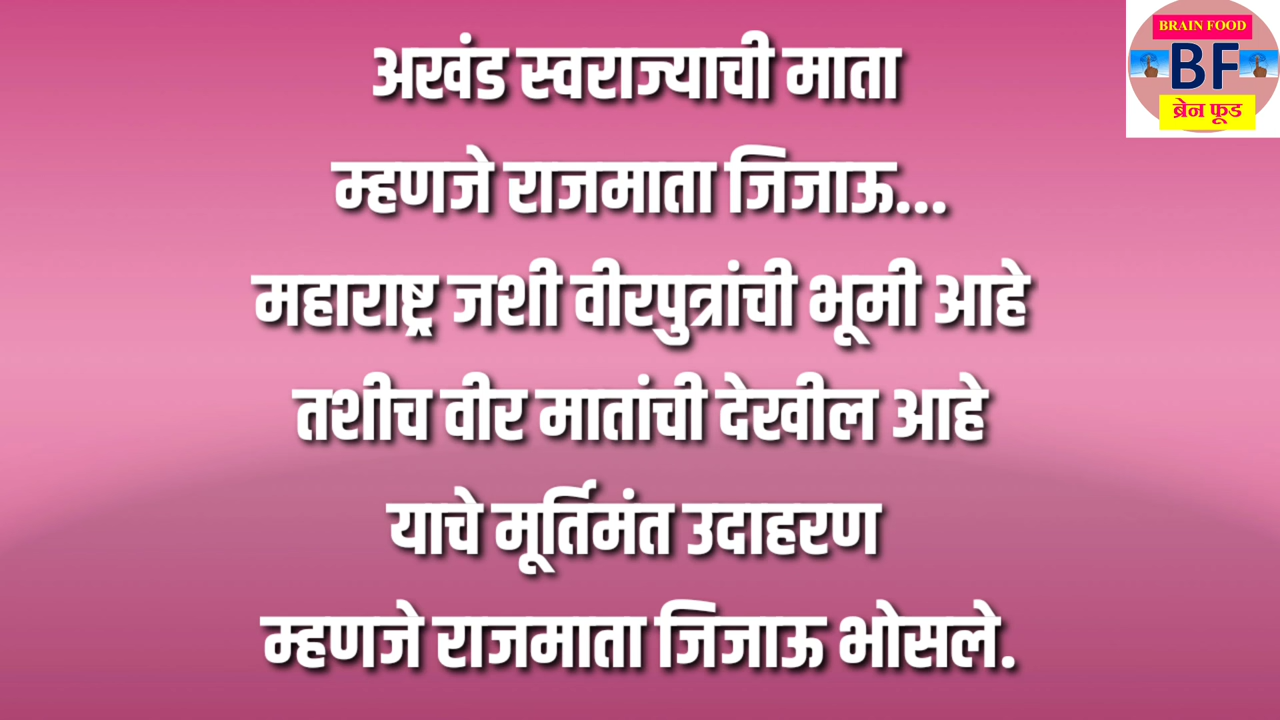 BRAIN FOOD
BF
ब्रेन फूड
अखंड स्वराज्याची माता
म्हणजे राजमाता जिजाऊ...
महाराष्ट्र जशी वीरपुत्रांची भूमी आहे
तशीच वीर मातांची देखील आहे
याचे मूर्तिमंत उदाहरण
म्हणजे राजमाता जिजाऊ भोसले.